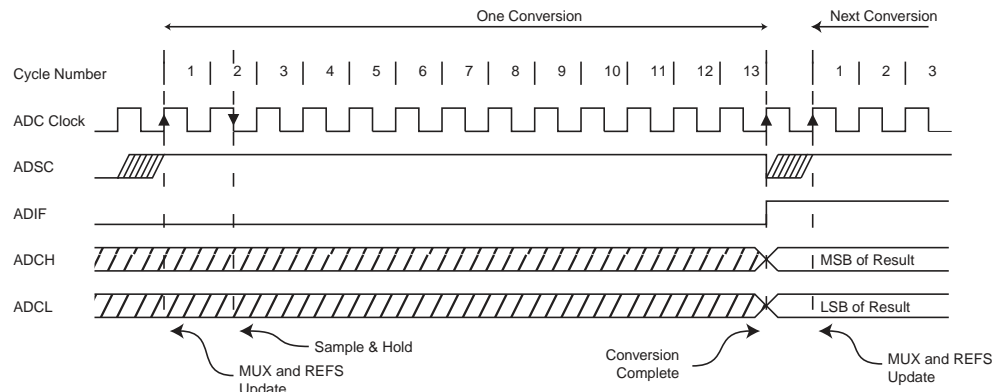 One Conversion
Next Conversion
Cycle Number
1 2 3 4 5 6 7 8 9 10 11 12 13 1 2 3
ADC Clock
ADSC
ADIF
ADCH
MSB of Result
ADCL
LSB of Result
Sample & Hold
MUX and REFS
Update
Conversion
Complete
MUX and REFS
Update